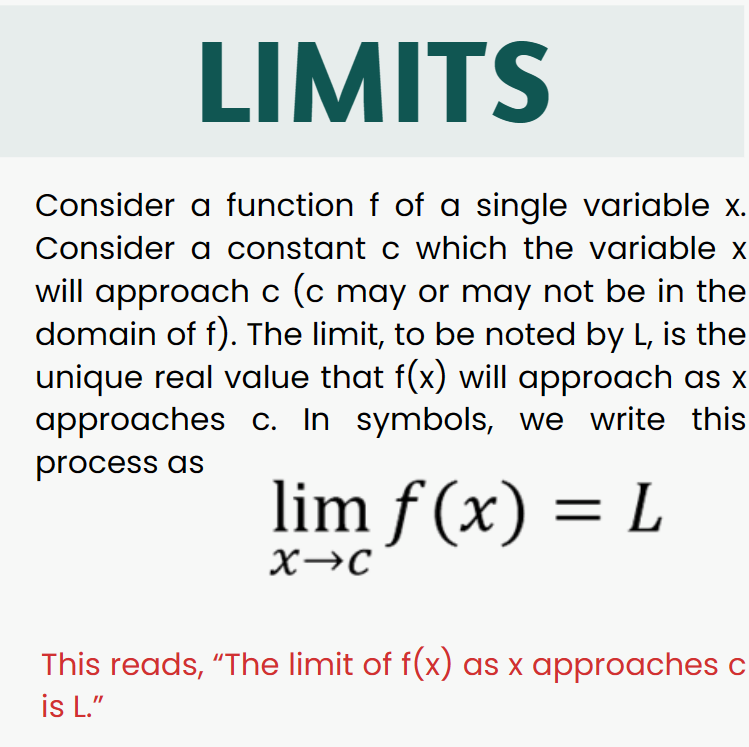 LIMITS
Consider a function f of a single variable x.
Consider a constant c which the variable x
will approach c (c may or may not be in the
domain of f). The limit, to be noted by L, is the
unique real value that f(x) will approach as x
approaches c. In symbols, we write this
process as
lim f(x) = L
x→c
This reads, “The limit of f(x) as x approaches c
is L.”